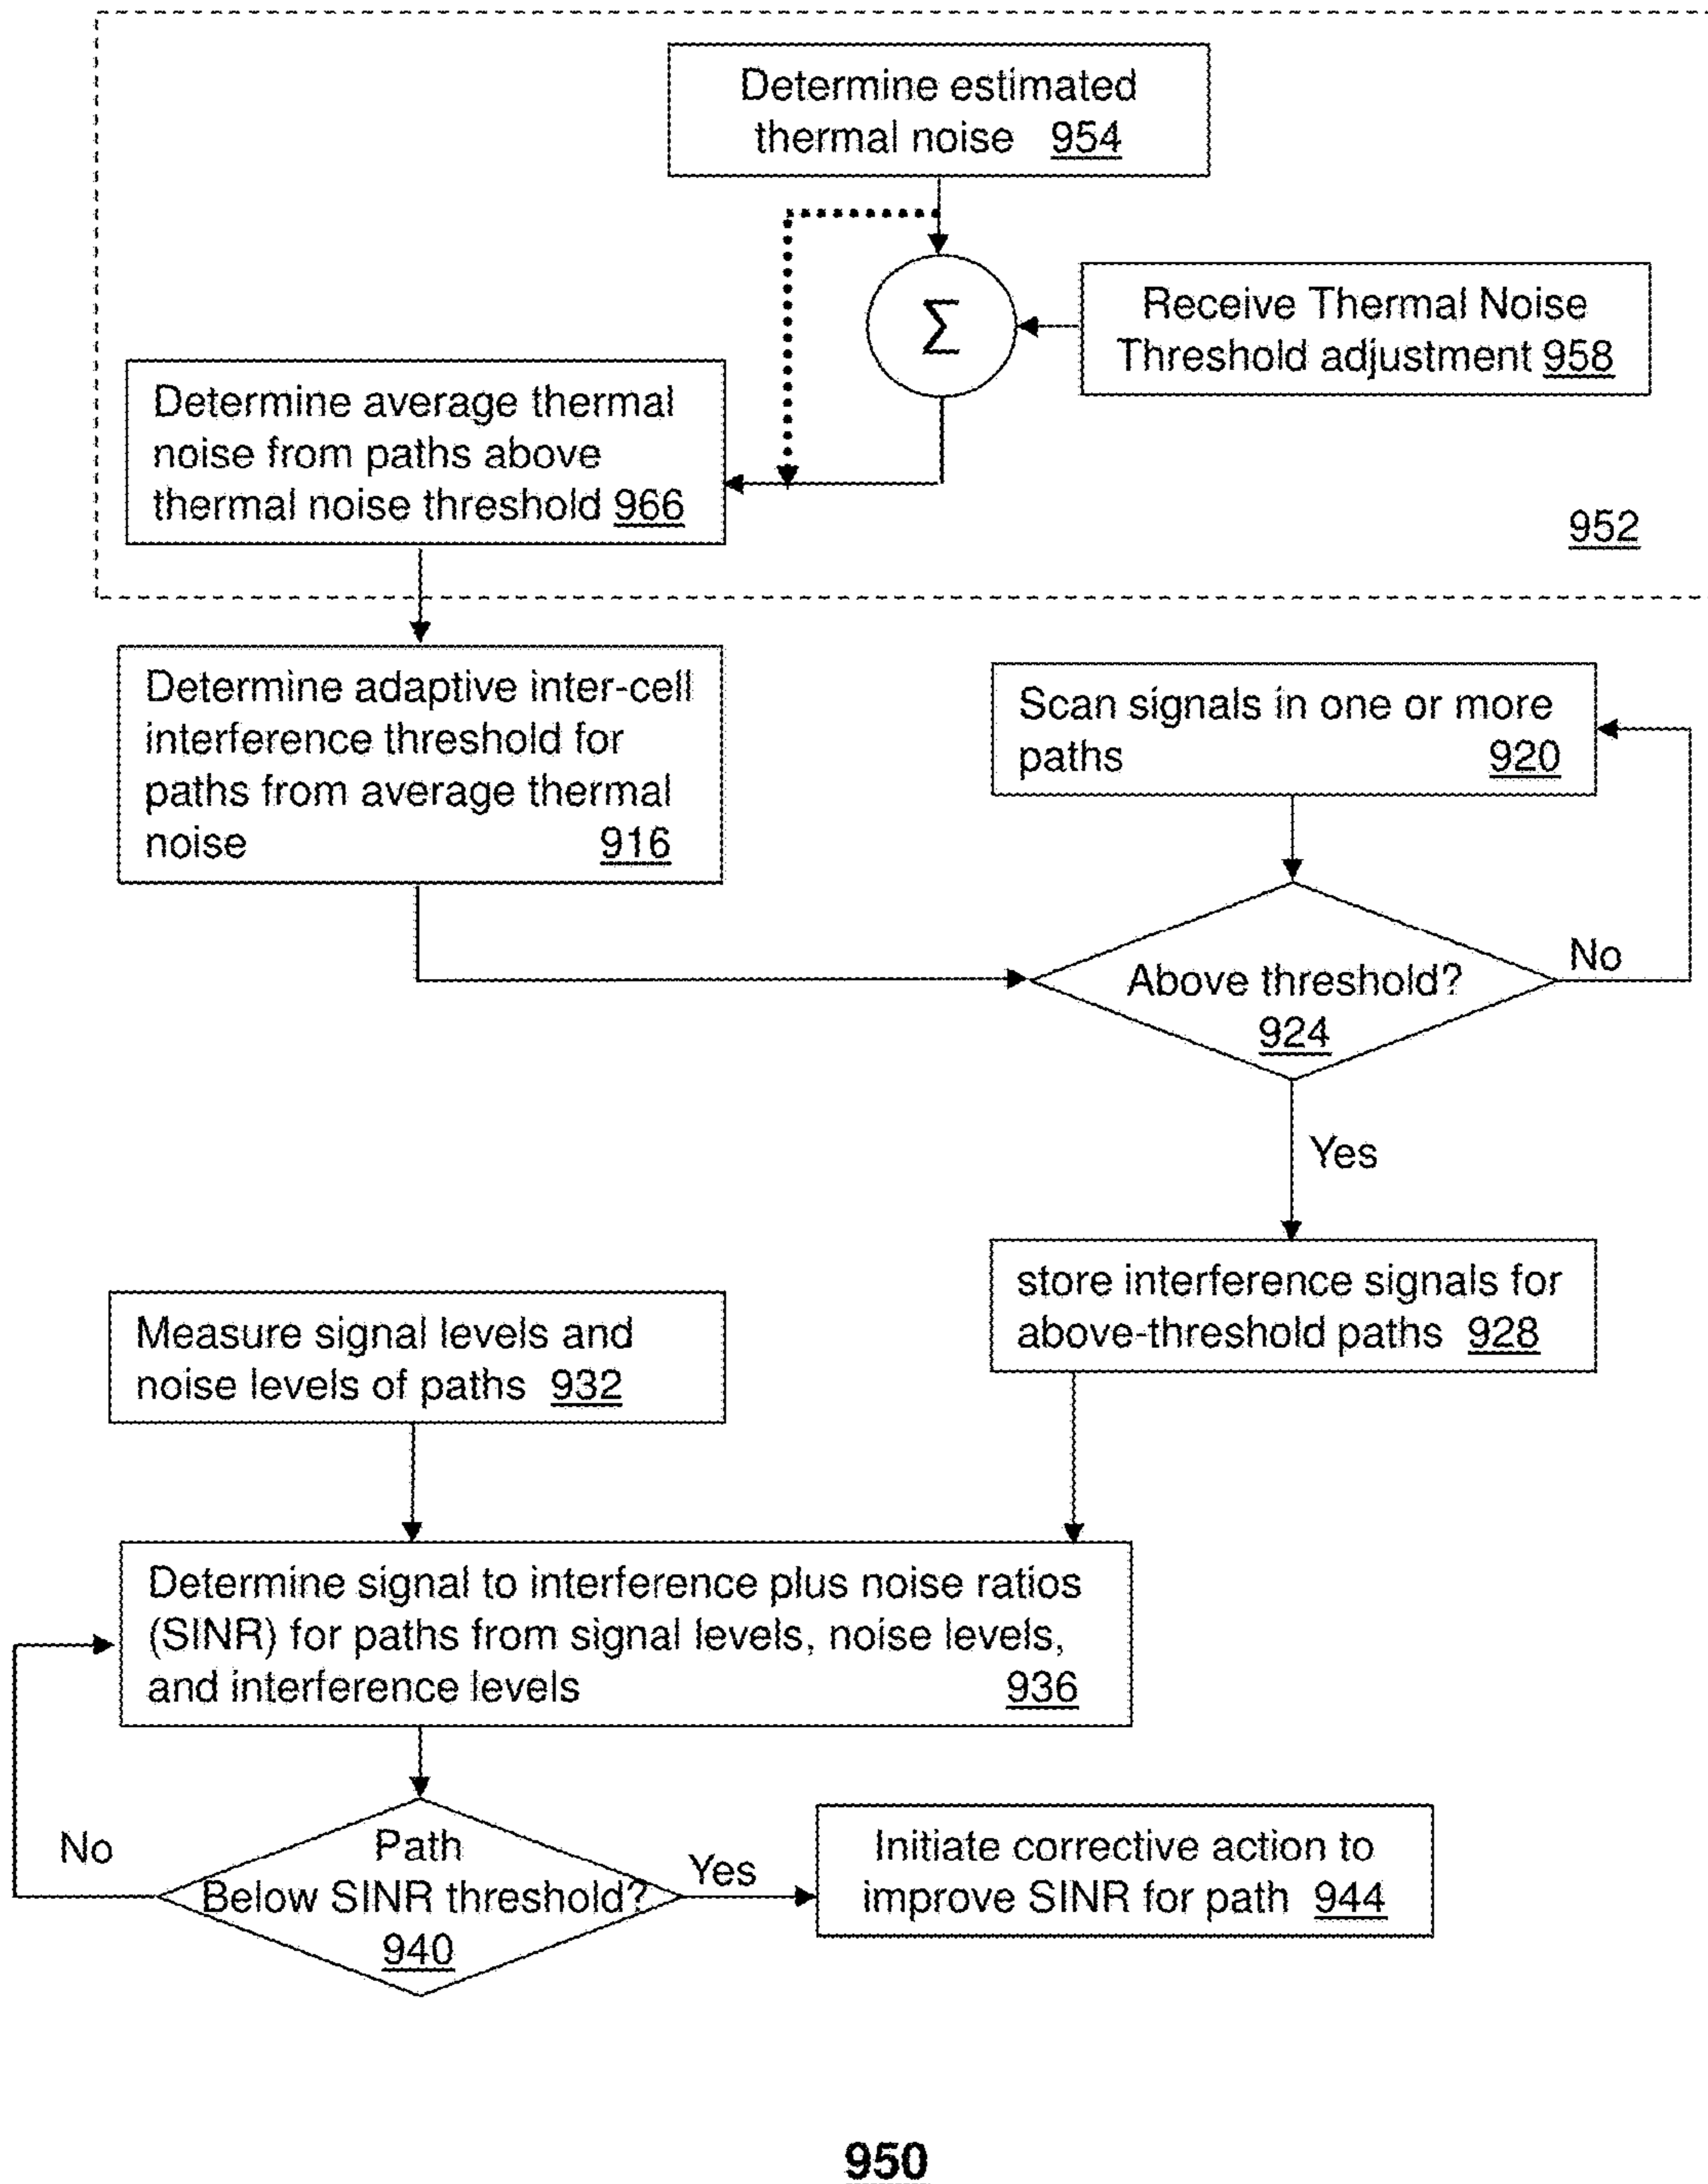 Determine estimated
thermal noise 954
Σ
Receive Thermal Noise
Threshold adjustment 958
Determine average thermal
noise from paths above
thermal noise threshold 966
952
Determine adaptive inter-cell
interference threshold for
paths from average thermal
noise 916
Scan signals in one or more
paths 920
Above threshold?
924
No
Yes
store interference signals for
above-threshold paths 928
Measure signal levels and
noise levels of paths 932
Determine signal to interference plus noise ratios
(SINR) for paths from signal levels, noise levels,
and interference levels 936
No
Path
Below SINR threshold?
940
Yes
Initiate corrective action to
improve SINR for path 944
950